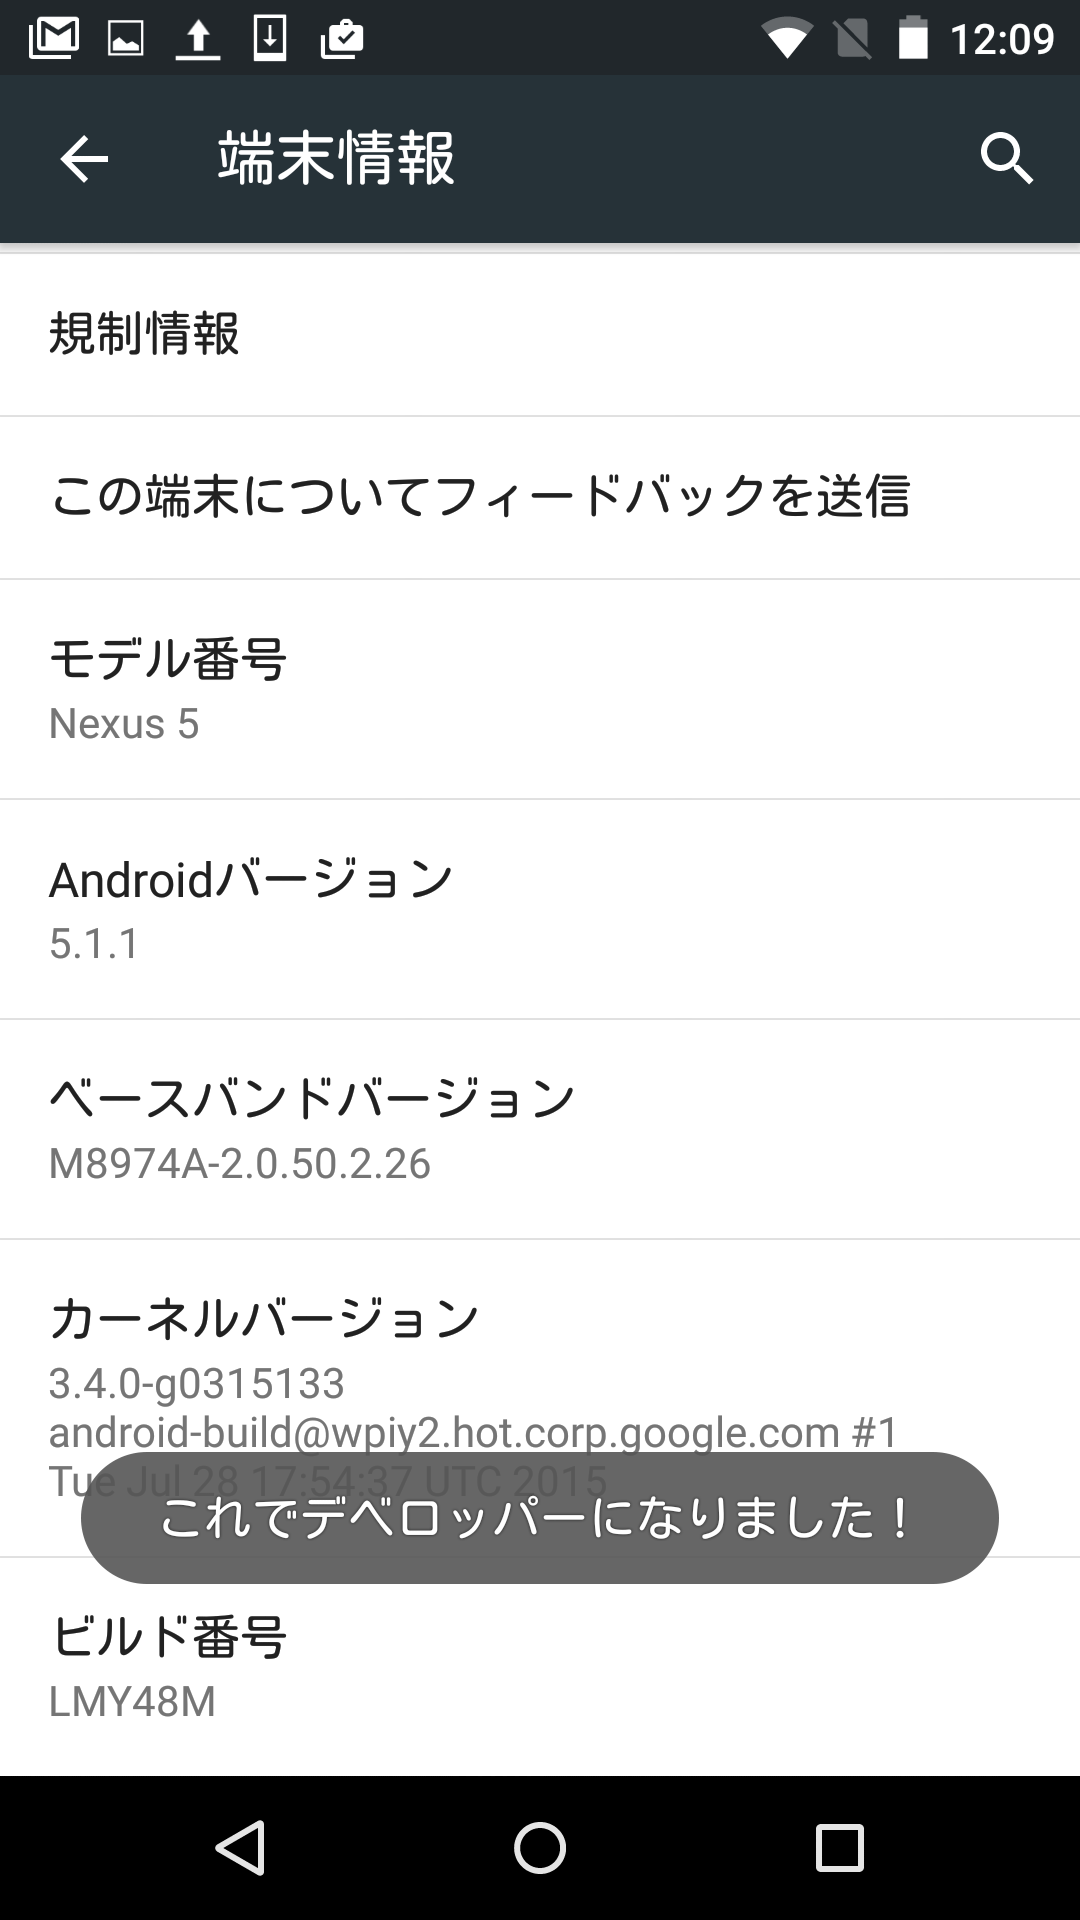 12:09
端末情報
規制情報
この端末についてフィードバックを送信
モデル番号
Nexus 5
Androidバージョン
5.1.1
ベースバンドバージョン
M8974A-2.0.50.2.26
カーネルバージョン
3.4.0-g0315133
android-build@wpiy2.hot.corp.google.com #1
Tue Jul 28 17:54:37 UTC 2015
これでデベロッパーになりました！
ビルド番号
LMY48M